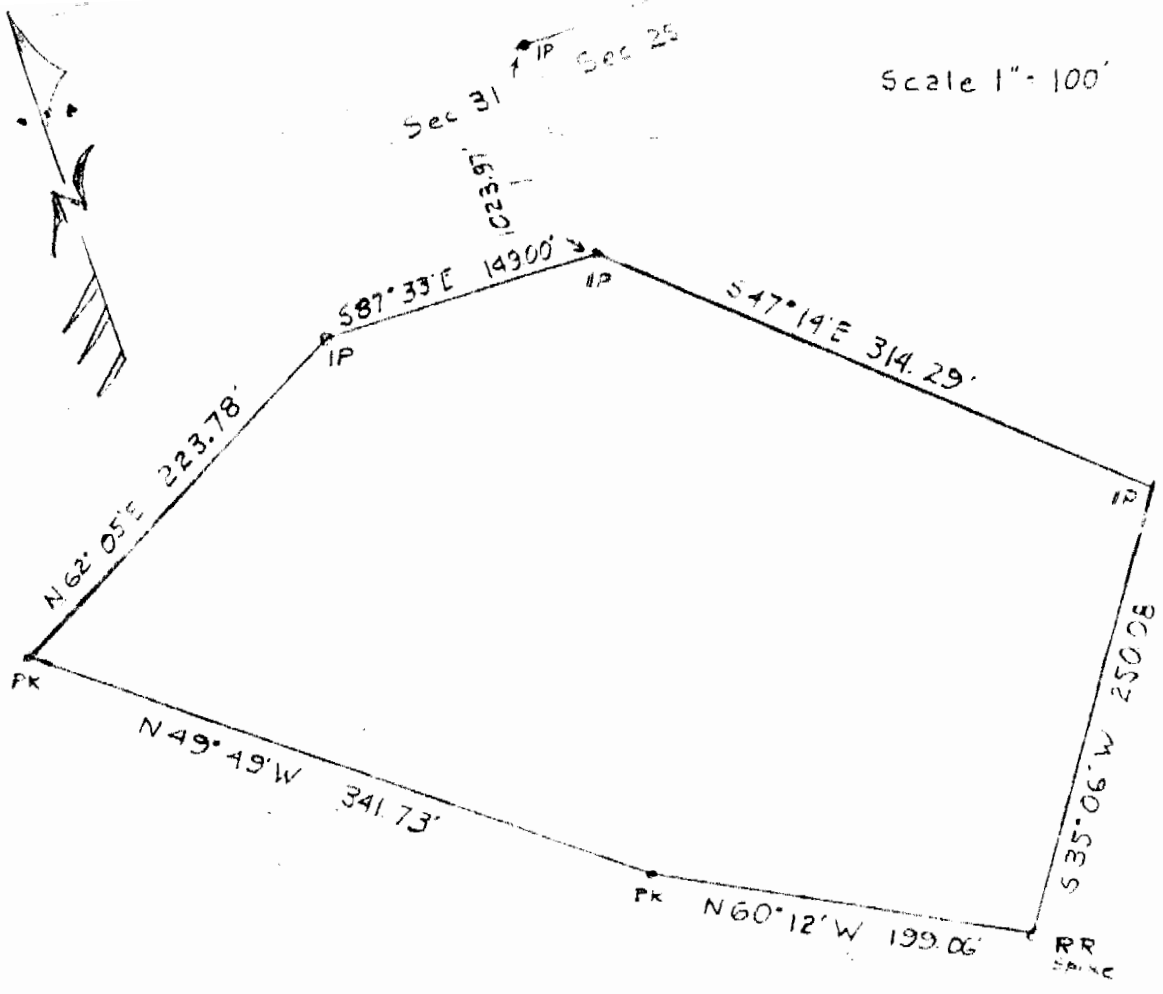 IP
Sec 25
Scale 1"- 100'
Sec 31
1023.97'
S87°33'E 149.00'
IP
S47°14'E 314.29'
IP
N62°05'E 223.78'
IP
PK
N49°49'W 341.73'
S35°06'W 250.08
PK
N60°12'W 199.06'
RR
Spike